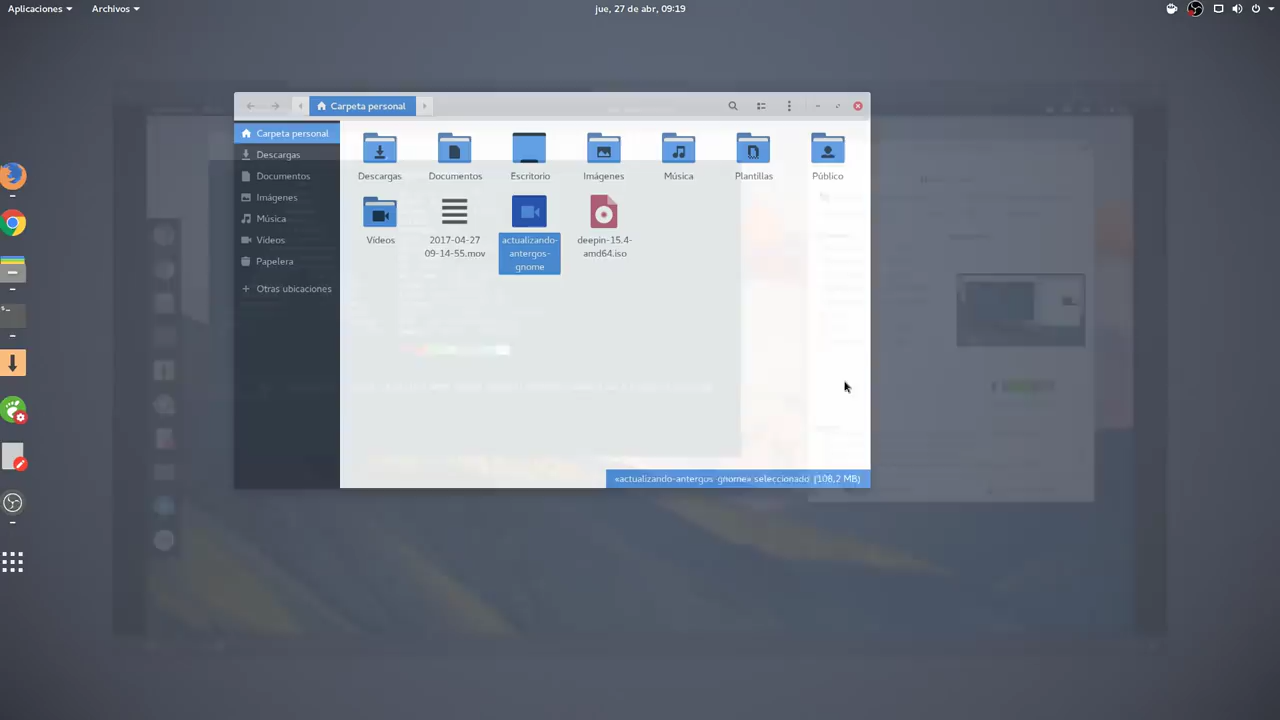 Aplicaciones
Archivos
jue, 27 de abr, 09:19
Carpeta personal
Carpeta personal
Descargas
Documentos
Imágenes
Música
Vídeos
Papelera
Otras ubicaciones
Descargas
Documentos
Escritorio
Imágenes
Música
Plantillas
Público
Vídeos
2017-04-27
09-14-55.mov
actualizando-
antergos-
gnome
deepin-15.4-
amd64.iso
«actualizando-antergos-gnome» seleccionado (108,2 MB)